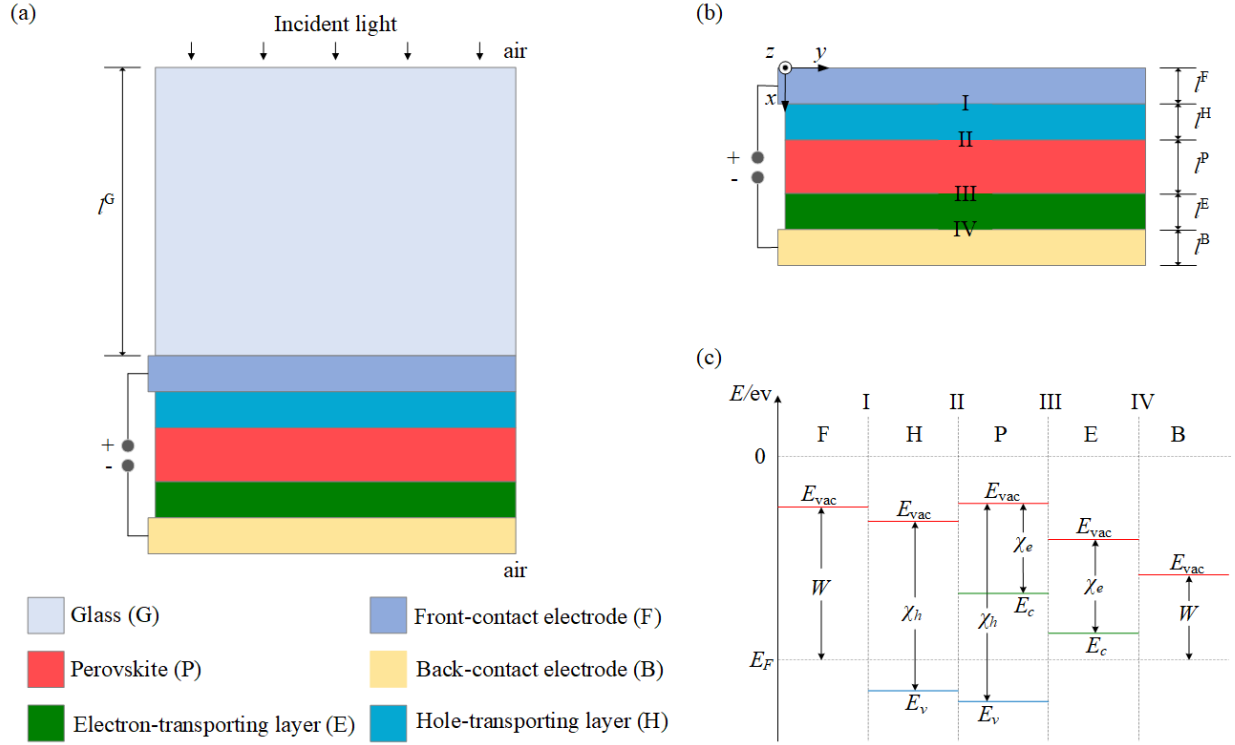 (a)
Incident light
air
l^G
+
-
air
Glass (G)
Front-contact electrode (F)
Perovskite (P)
Back-contact electrode (B)
Electron-transporting layer (E)
Hole-transporting layer (H)
(b)
z
y
x
I
II
III
IV
+
-
l^F
l^H
l^P
l^E
l^B
(c)
E/ev
I
II
III
IV
F
H
P
E
B
0
E_vac
E_vac
E_vac
E_vac
E_vac
W
χ_h
χ_h
χ_e
χ_e
W
E_c
E_c
E_F
E_v
E_v